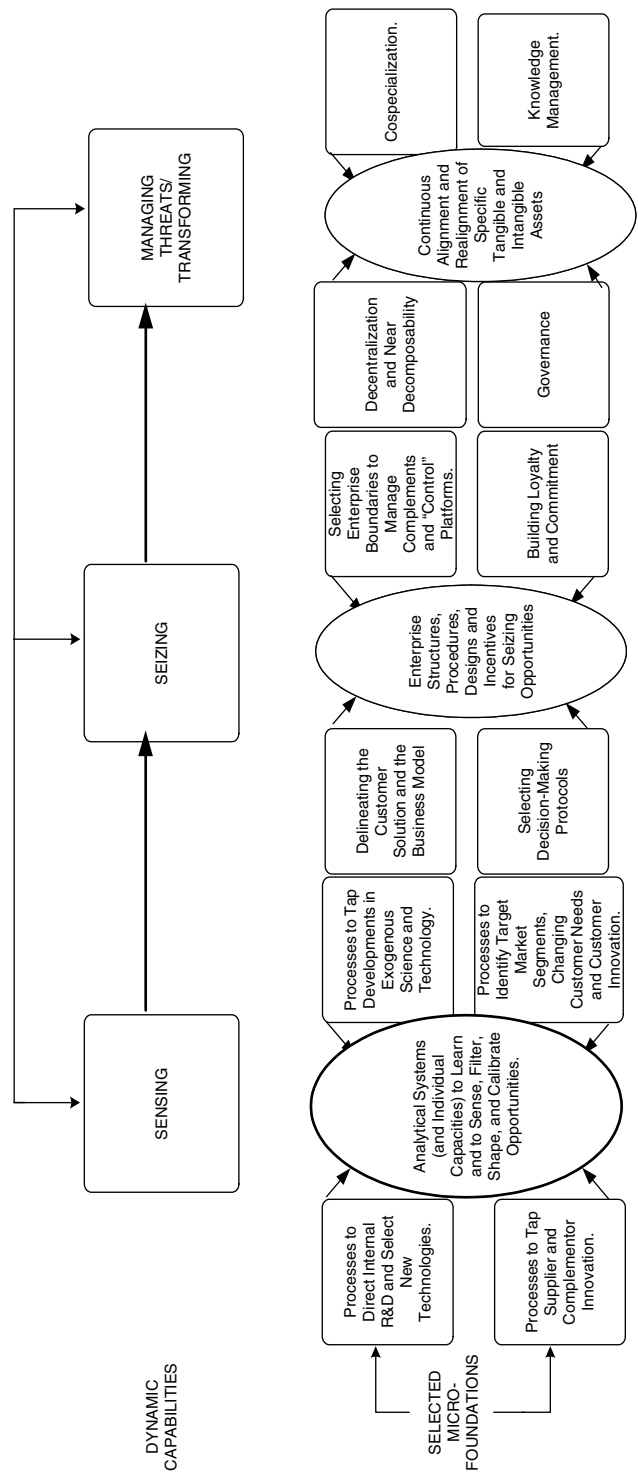 DYNAMIC
CAPABILITIES
SENSING
SEIZING
MANAGING
THREATS/
TRANSFORMING
SELECTED
MICRO-
FOUNDATIONS
Processes to
Direct Internal
R&D and Select
New
Technologies.
Processes to Tap
Supplier and
Complementor
Innovation.
Analytical Systems
(and Individual
Capacities) to Learn
and to Sense, Filter,
Shape, and Calibrate
Opportunities.
Processes to Tap
Developments in
Exogenous
Science and
Technology.
Processes to
Identify Target
Market
Segments,
Changing
Customer Needs
and Customer
Innovation.
Delineating the
Customer
Solution and the
Business Model
Selecting
Decision-Making
Protocols
Enterprise
Structures,
Procedures,
Designs and
Incentives
for Seizing
Opportunities
Selecting
Enterprise
Boundaries to
Manage
Complements
and “Control”
Platforms.
Building Loyalty
and Commitment
Decentralization
and Near
Decomposability
Governance
Continuous
Alignment and
Realignment of
Specific
Tangible and
Intangible
Assets
Cospecialization.
Knowledge
Management.